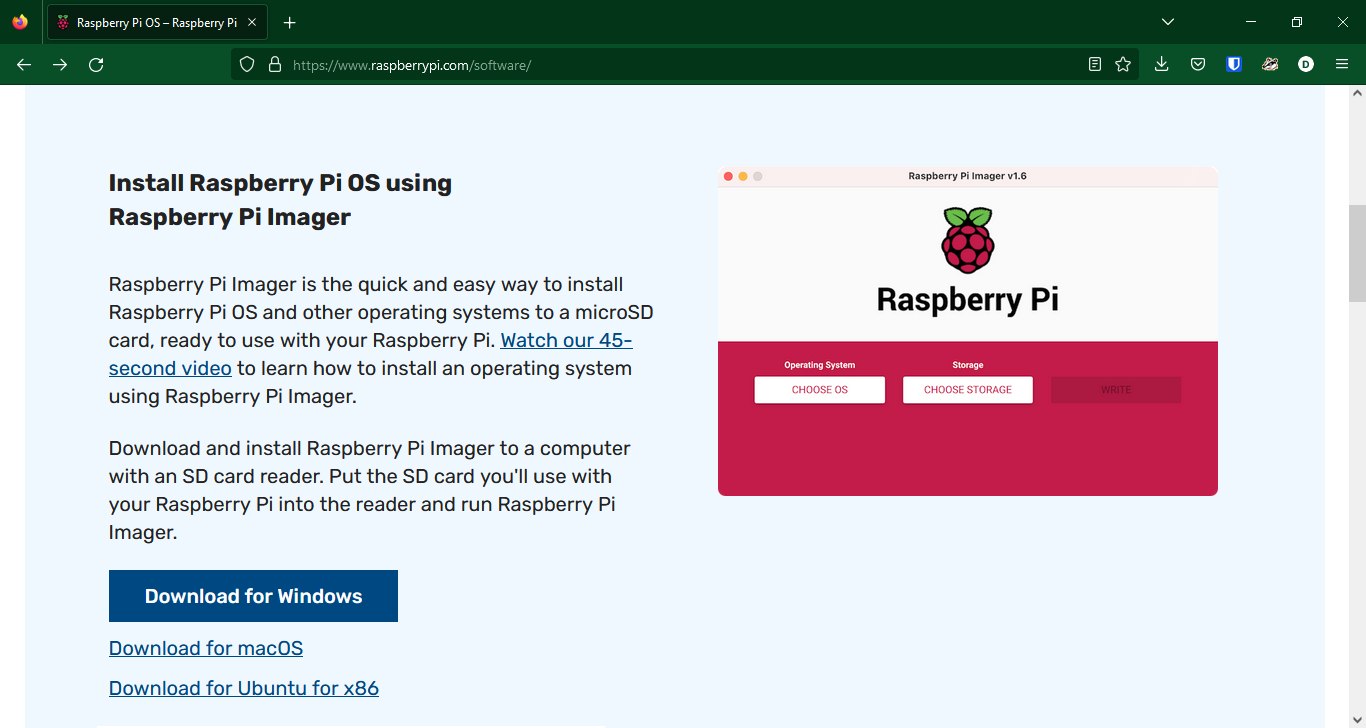 Raspberry Pi OS – Raspberry Pi
https://www.raspberrypi.com/software/
D
Install Raspberry Pi OS using
Raspberry Pi Imager
Raspberry Pi Imager is the quick and easy way to install
Raspberry Pi OS and other operating systems to a microSD
card, ready to use with your Raspberry Pi. Watch our 45-
second video to learn how to install an operating system
using Raspberry Pi Imager.
Download and install Raspberry Pi Imager to a computer
with an SD card reader. Put the SD card you'll use with
your Raspberry Pi into the reader and run Raspberry Pi
Imager.
Download for Windows
Download for macOS
Download for Ubuntu for x86
Raspberry Pi Imager v1.6
Raspberry Pi
Operating System
Storage
CHOOSE OS
CHOOSE STORAGE
WRITE